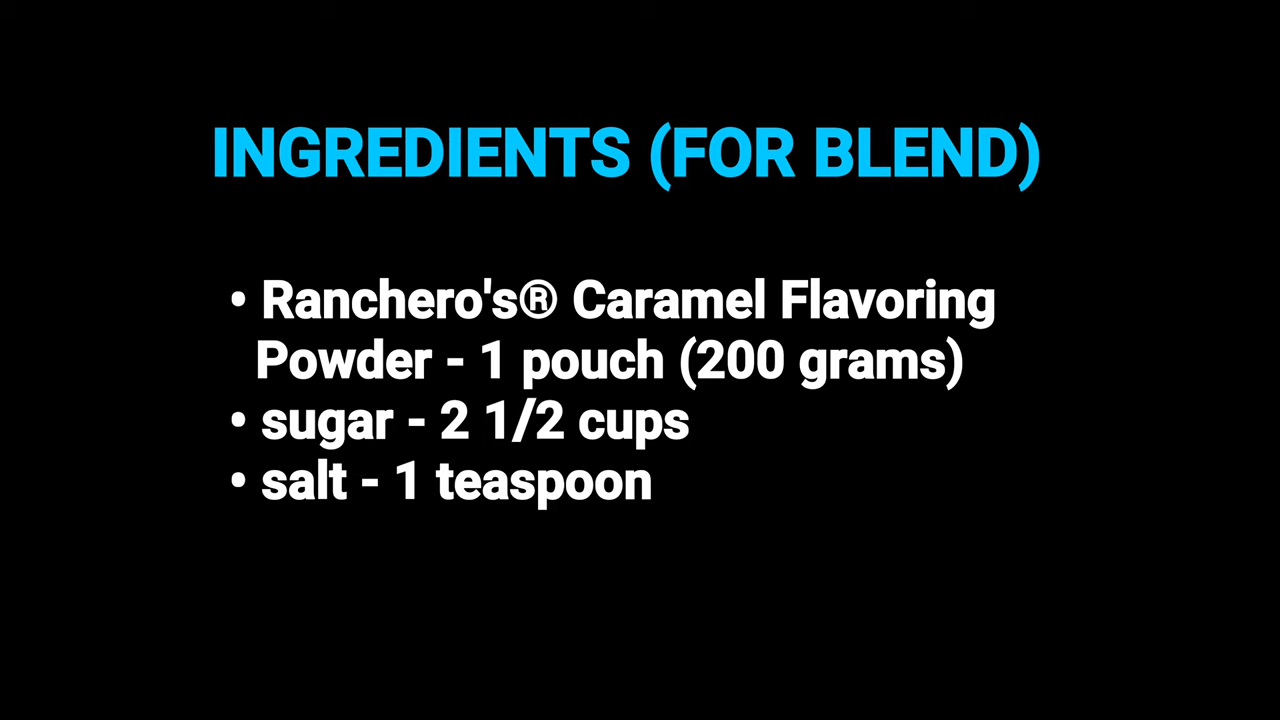 INGREDIENTS (FOR BLEND)
• Ranchero's® Caramel Flavoring
Powder - 1 pouch (200 grams)
• sugar - 2 1/2 cups
• salt - 1 teaspoon